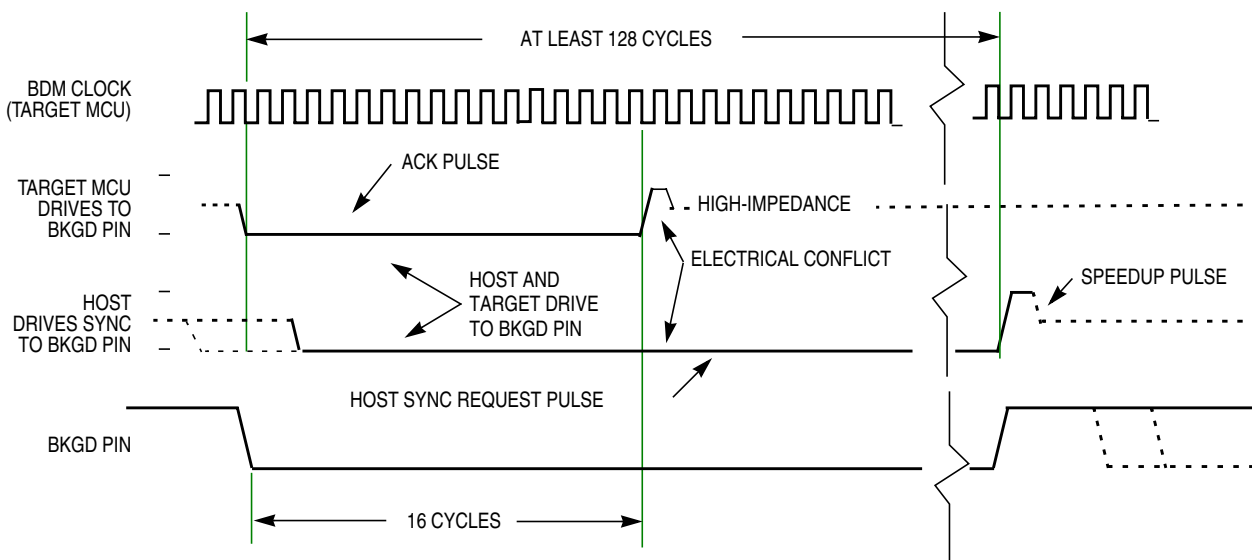 AT LEAST 128 CYCLES
BDM CLOCK
(TARGET MCU)
ACK PULSE
TARGET MCU
DRIVES TO
BKGD PIN
HIGH-IMPEDANCE
ELECTRICAL CONFLICT
HOST AND
TARGET DRIVE
TO BKGD PIN
SPEEDUP PULSE
HOST
DRIVES SYNC
TO BKGD PIN
HOST SYNC REQUEST PULSE
BKGD PIN
16 CYCLES